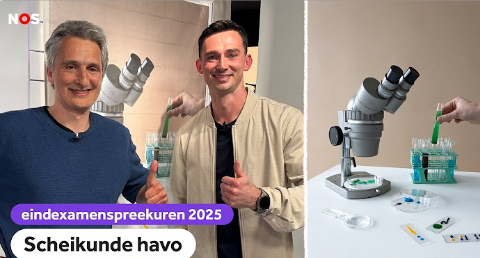 NOS
eindexamenspreekuren 2025
Scheikunde havo